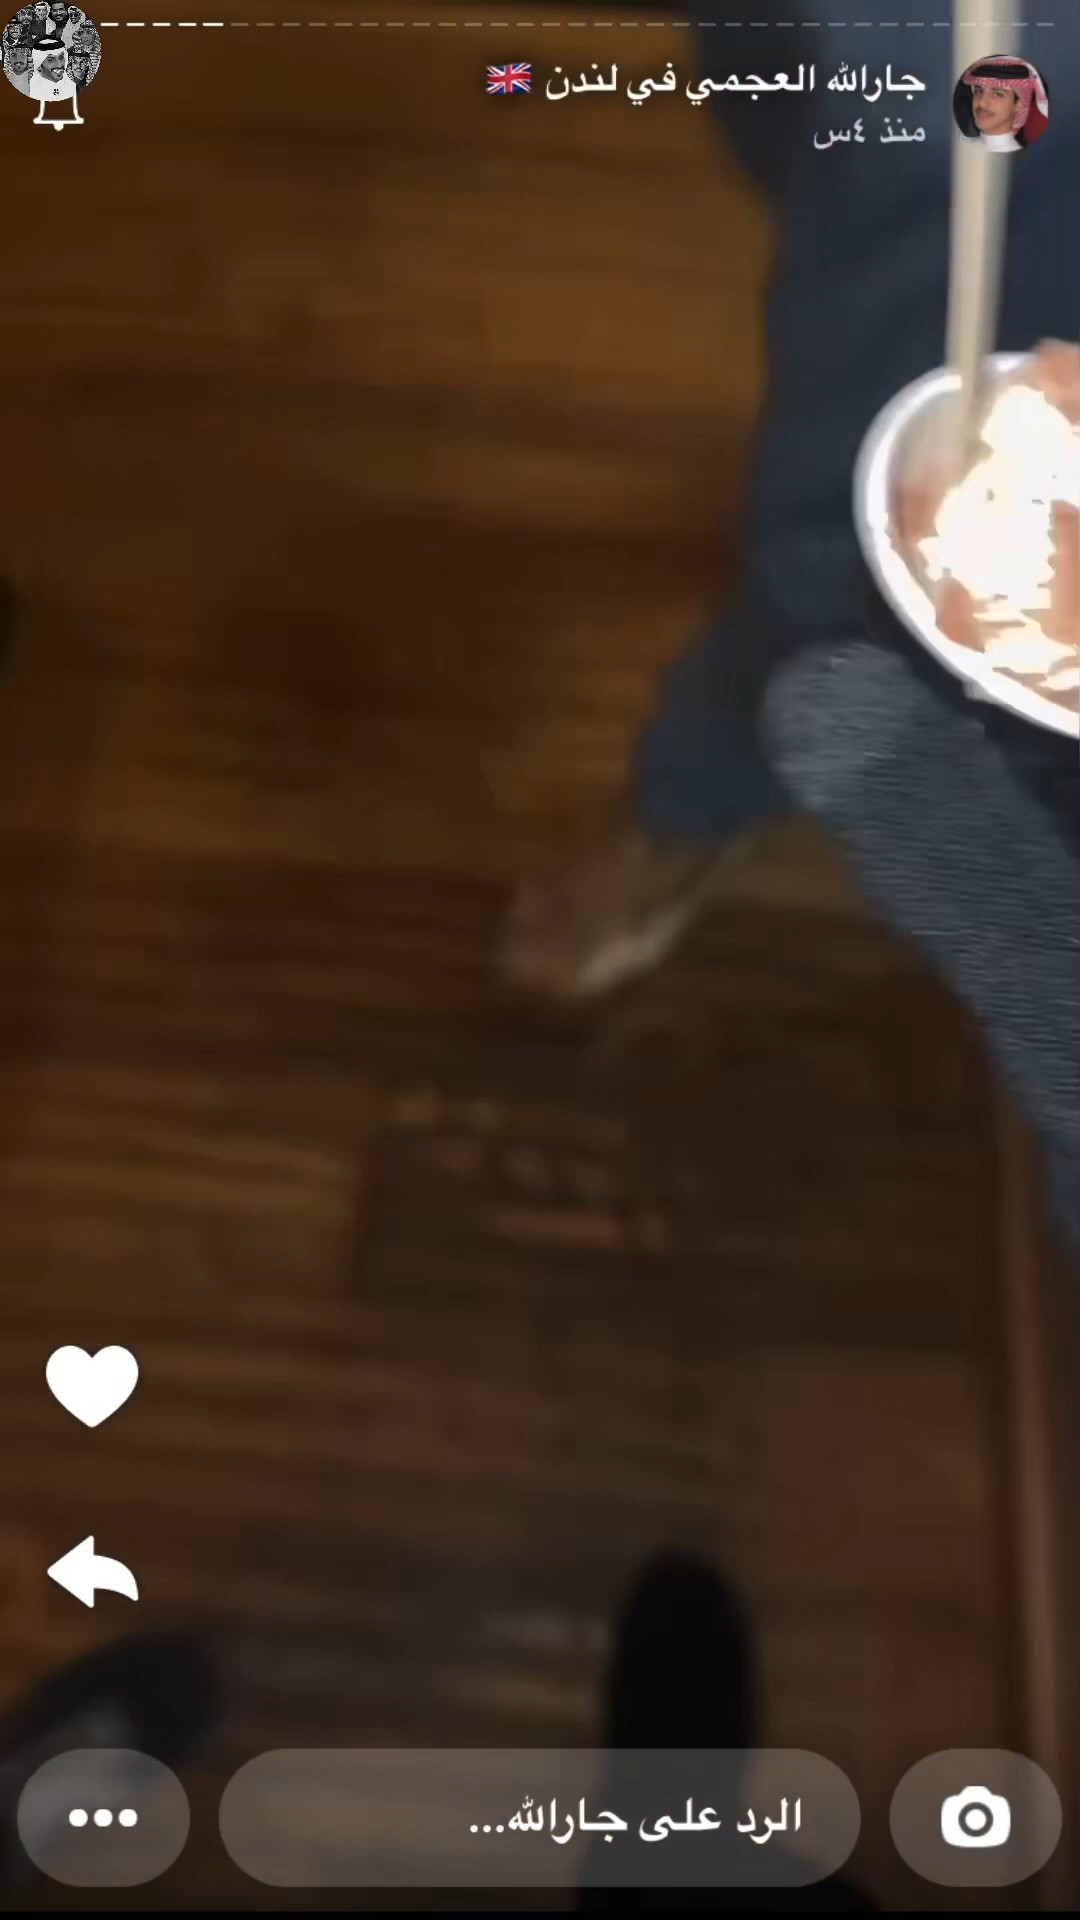 جارالله العجمي في لندن 🇬🇧
منذ ٤س
الرد على جارالله...